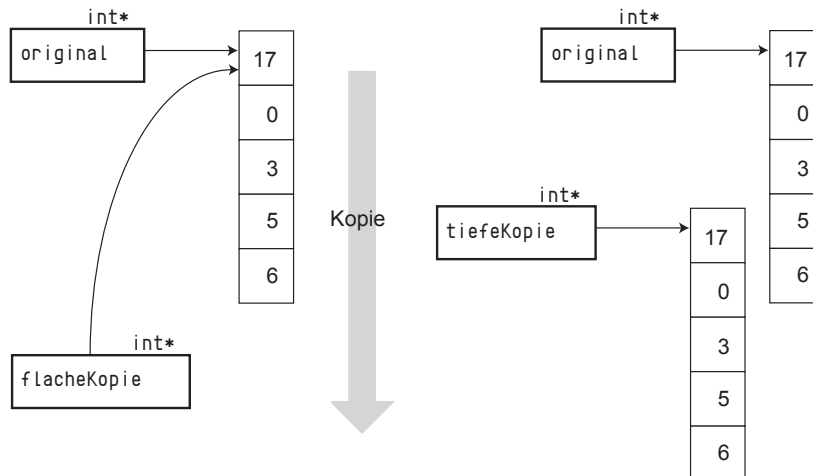 int*
original
17
0
3
5
6
int*
flacheKopie
Kopie
int*
original
17
0
3
5
6
int*
tiefeKopie
17
0
3
5
6